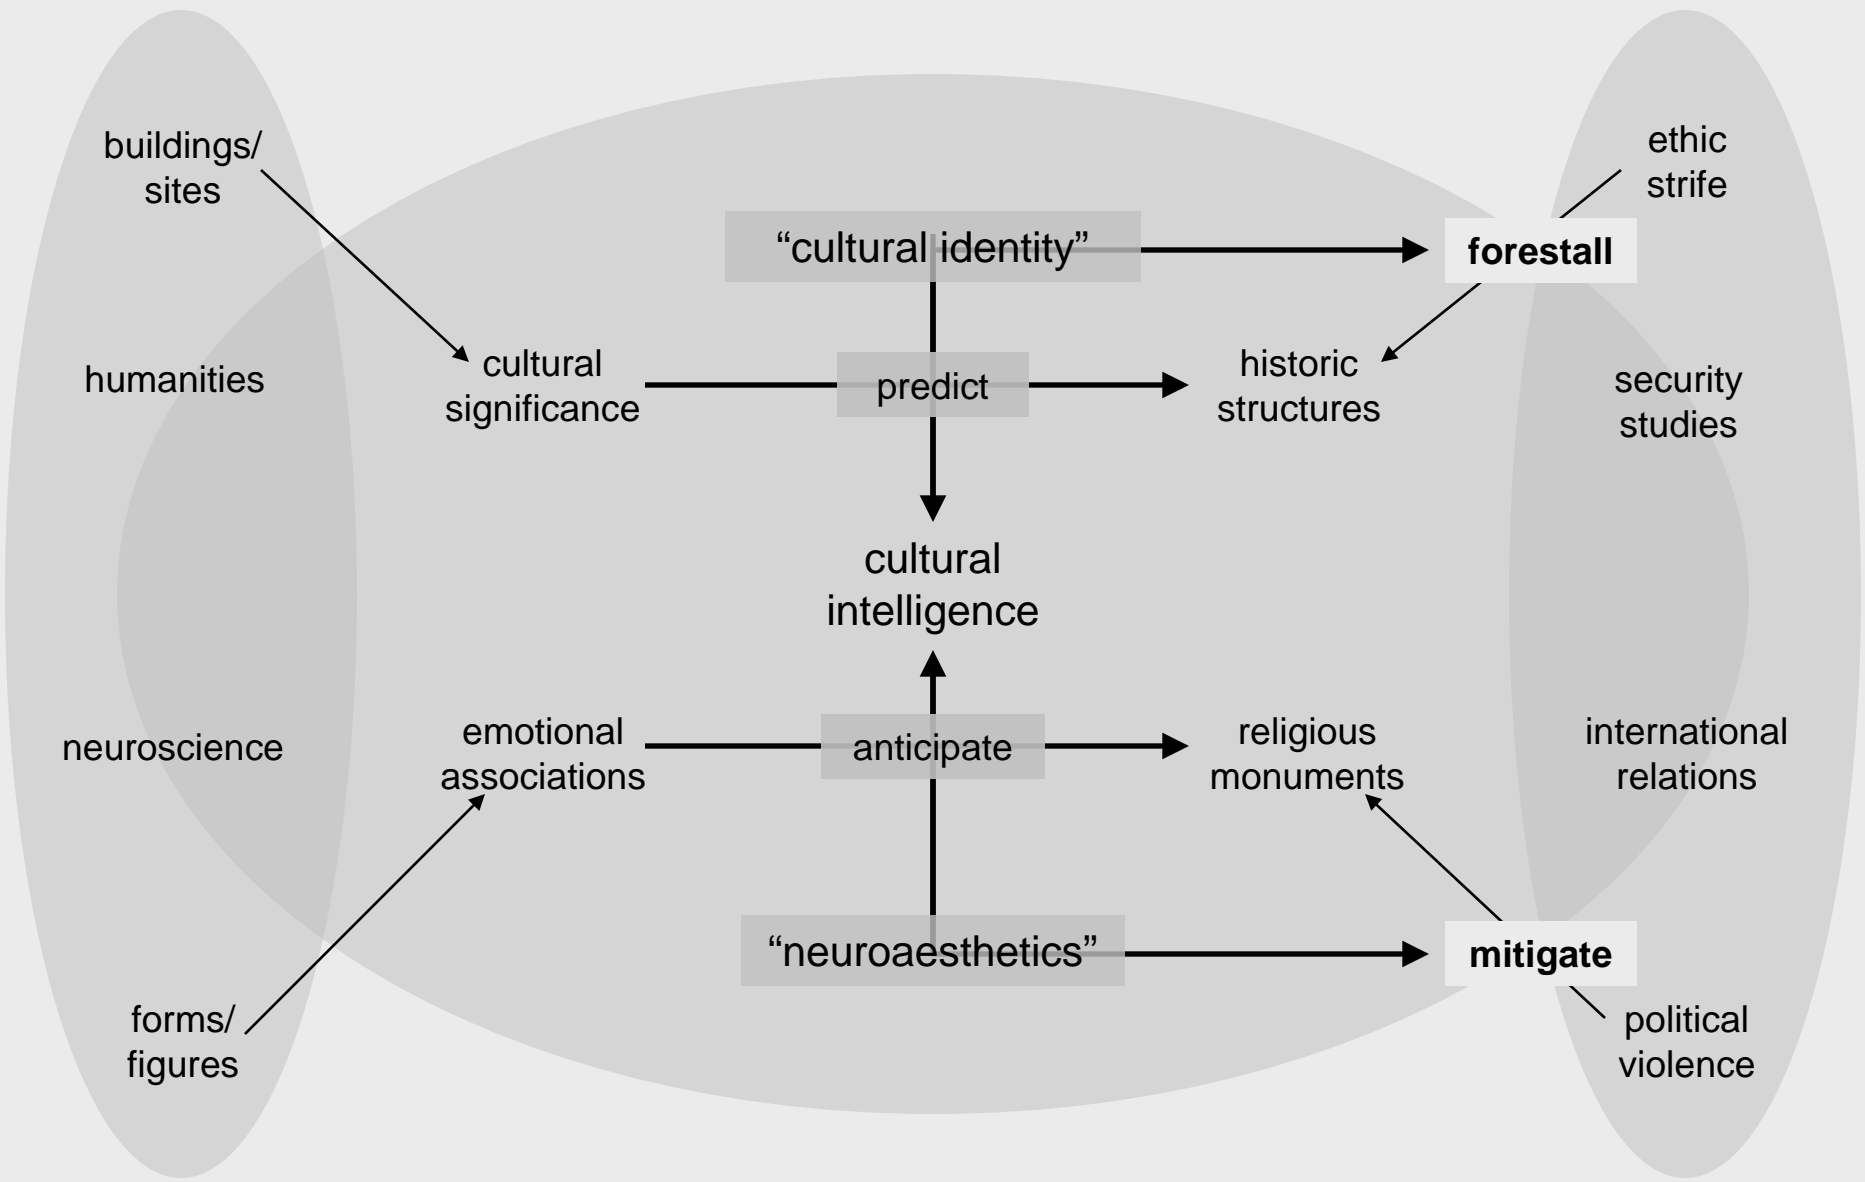 buildings/
sites
ethic
strife
“cultural identity”
forestall
humanities
cultural
significance
predict
historic
structures
security
studies
cultural
intelligence
neuroscience
emotional
associations
anticipate
religious
monuments
international
relations
“neuroaesthetics”
mitigate
forms/
figures
political
violence